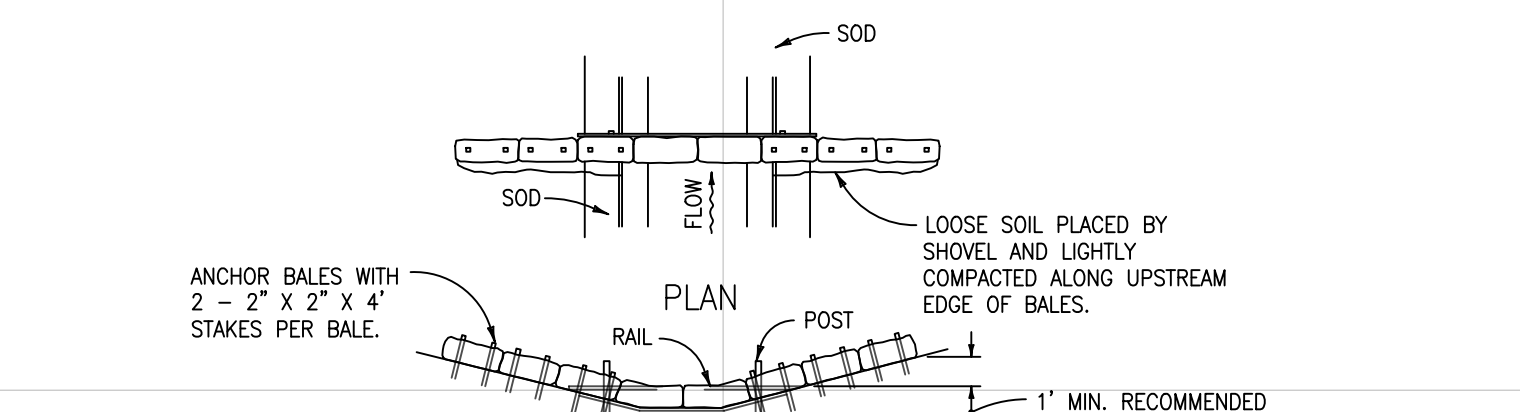 SOD
SOD
FLOW
LOOSE SOIL PLACED BY
SHOVEL AND LIGHTLY
COMPACTED ALONG UPSTREAM
EDGE OF BALES.
ANCHOR BALES WITH
2 – 2" X 2" X 4'
STAKES PER BALE.
PLAN
POST
RAIL
1' MIN. RECOMMENDED